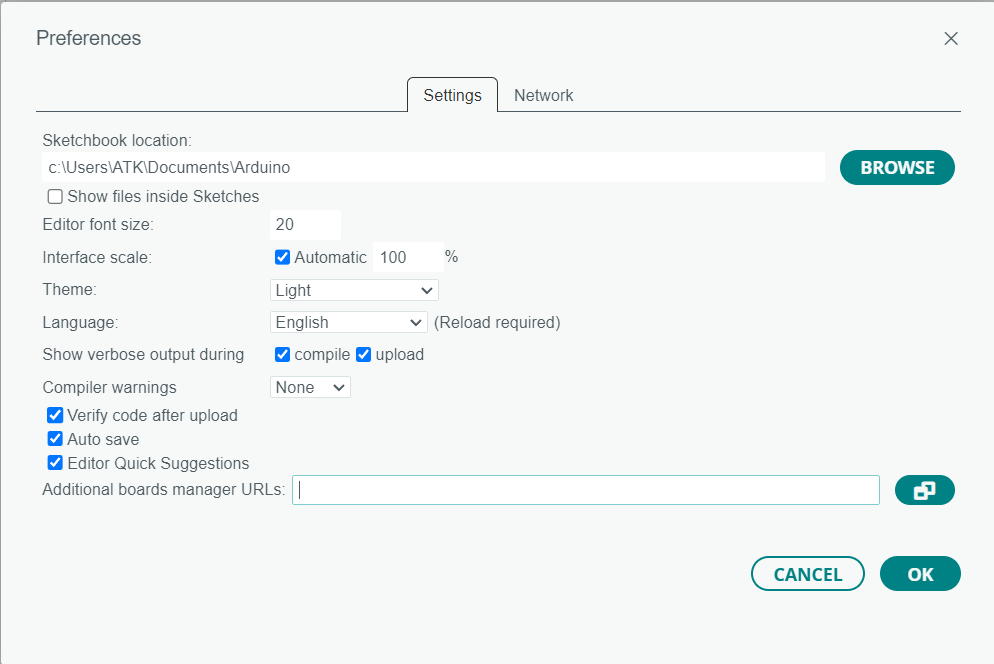 Preferences
Settings Network
Sketchbook location:
c:\Users\ATK\Documents\Arduino BROWSE
Show files inside Sketches
Editor font size: 20
Interface scale: Automatic 100 %
Theme: Light
Language: English (Reload required)
Show verbose output during compile upload
Compiler warnings None
Verify code after upload
Auto save
Editor Quick Suggestions
Additional boards manager URLs:
CANCEL OK